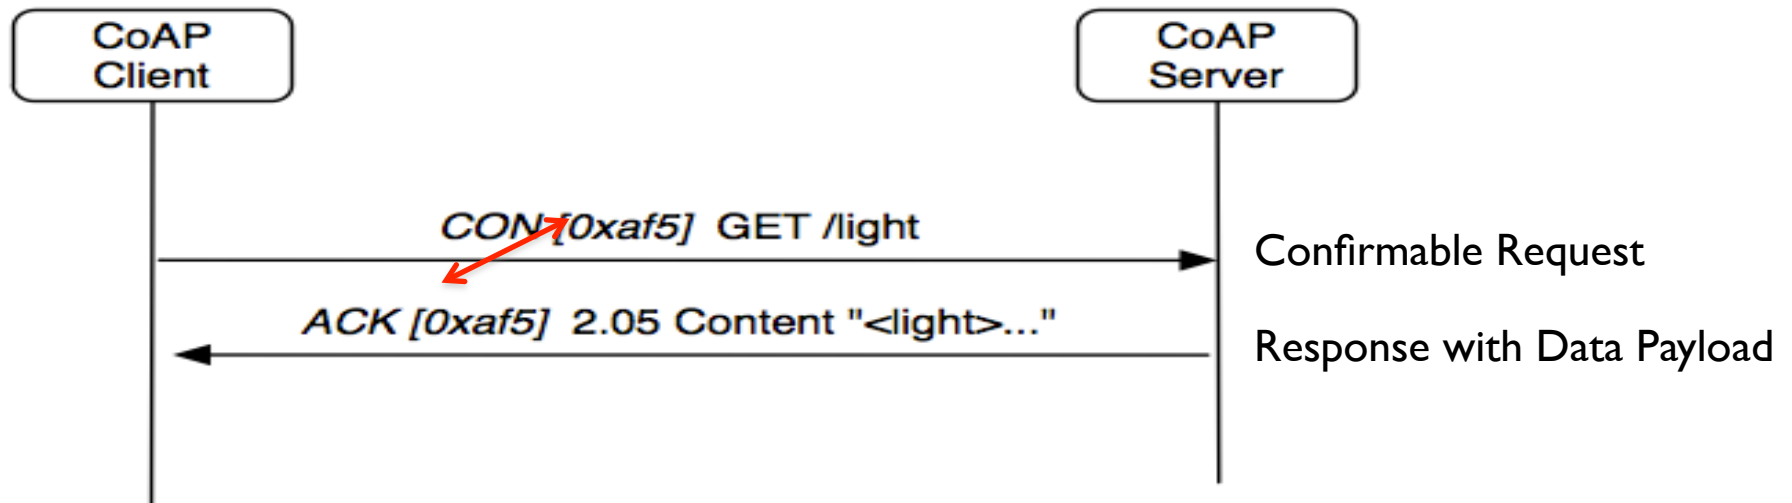 CoAP
Client
CoAP
Server
CON [0xaf5] GET /light
Confirmable Request
ACK [0xaf5] 2.05 Content "<light>..."
Response with Data Payload